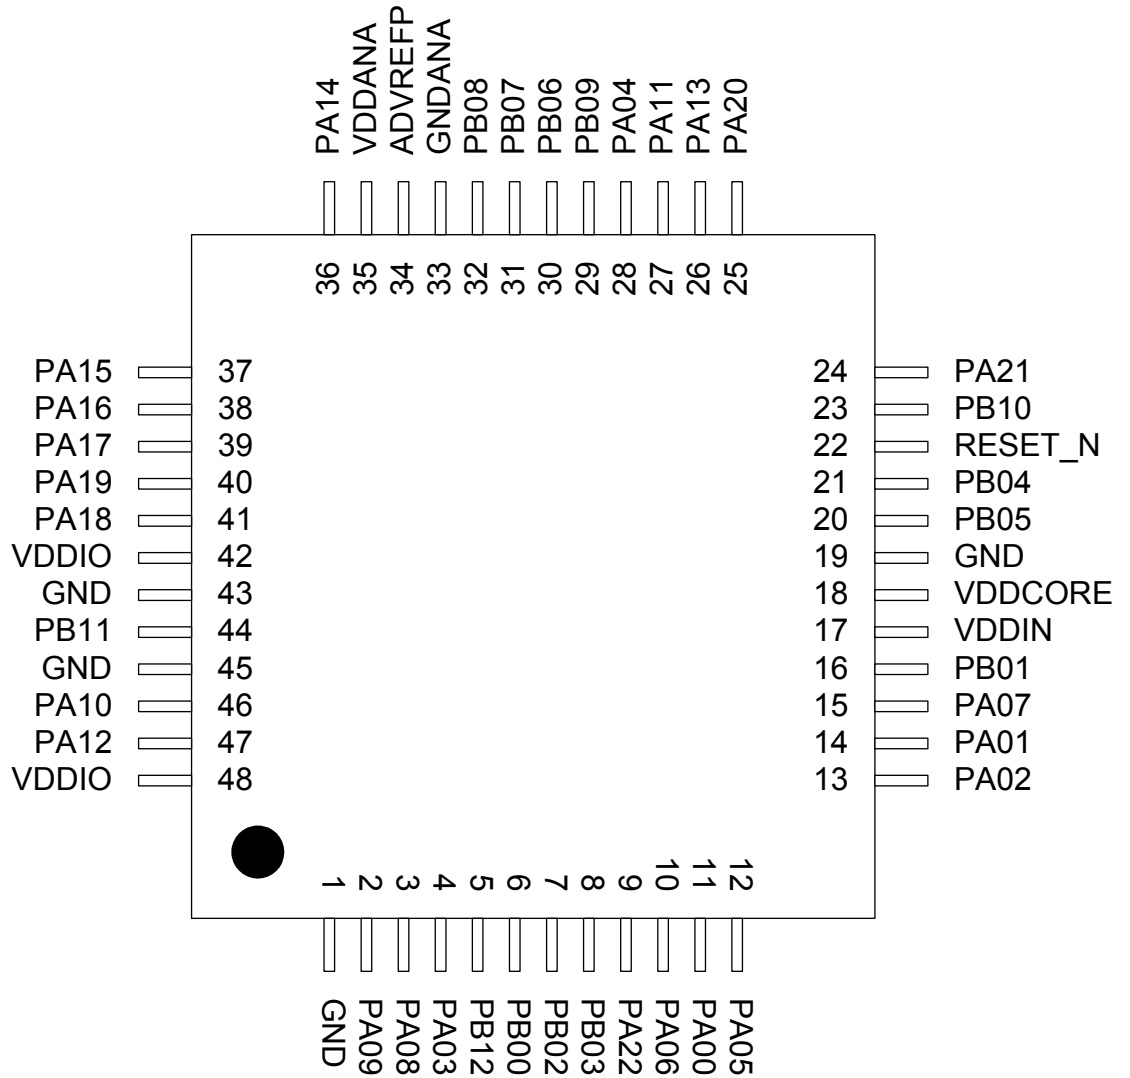 PA14
VDDANA
ADVREFP
GNDANA
PB08
PB07
PB06
PB09
PA04
PA11
PA13
PA20
36
35
34
33
32
31
30
29
28
27
26
25
PA15 37
PA16 38
PA17 39
PA19 40
PA18 41
VDDIO 42
GND 43
PB11 44
GND 45
PA10 46
PA12 47
VDDIO 48
24 PA21
23 PB10
22 RESET_N
21 PB04
20 PB05
19 GND
18 VDDCORE
17 VDDIN
16 PB01
15 PA07
14 PA01
13 PA02
1
2
3
4
5
6
7
8
9
10
11
12
GND
PA09
PA08
PA03
PB12
PB00
PB02
PB03
PA22
PA06
PA00
PA05